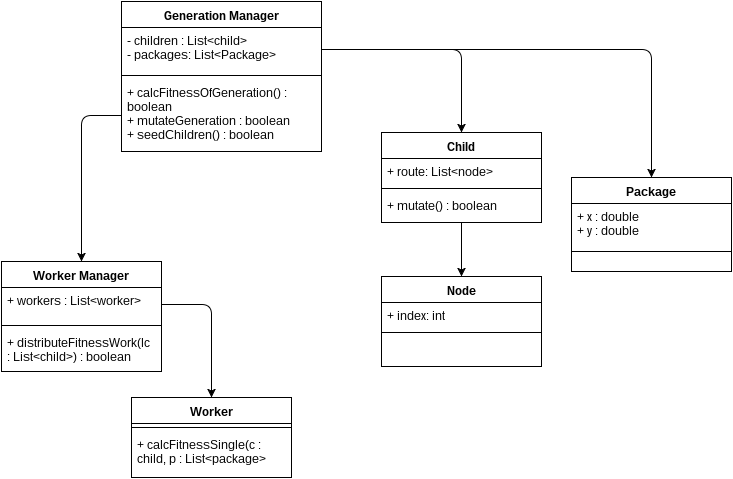 Generation Manager
- children : List<child>
- packages: List<Package>
+ calcFitnessOfGeneration() :
boolean
+ mutateGeneration : boolean
+ seedChildren() : boolean
Child
+ route: List<node>
+ mutate() : boolean
Package
+ x : double
+ y : double
Worker Manager
+ workers : List<worker>
+ distributeFitnessWork(lc
: List<child>) : boolean
Node
+ index: int
Worker
+ calcFitnessSingle(c :
child, p : List<package>